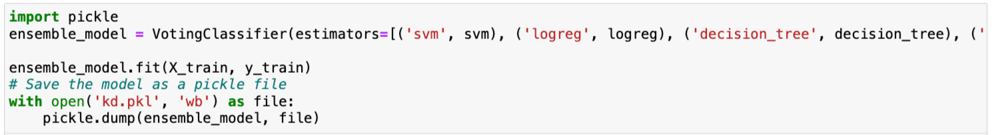 import pickle
ensemble_model = VotingClassifier(estimators=[('svm', svm), ('logreg', logreg), ('decision_tree', decision_tree), ('
ensemble_model.fit(X_train, y_train)
# Save the model as a pickle file
with open('kd.pkl', 'wb') as file:
    pickle.dump(ensemble_model, file)